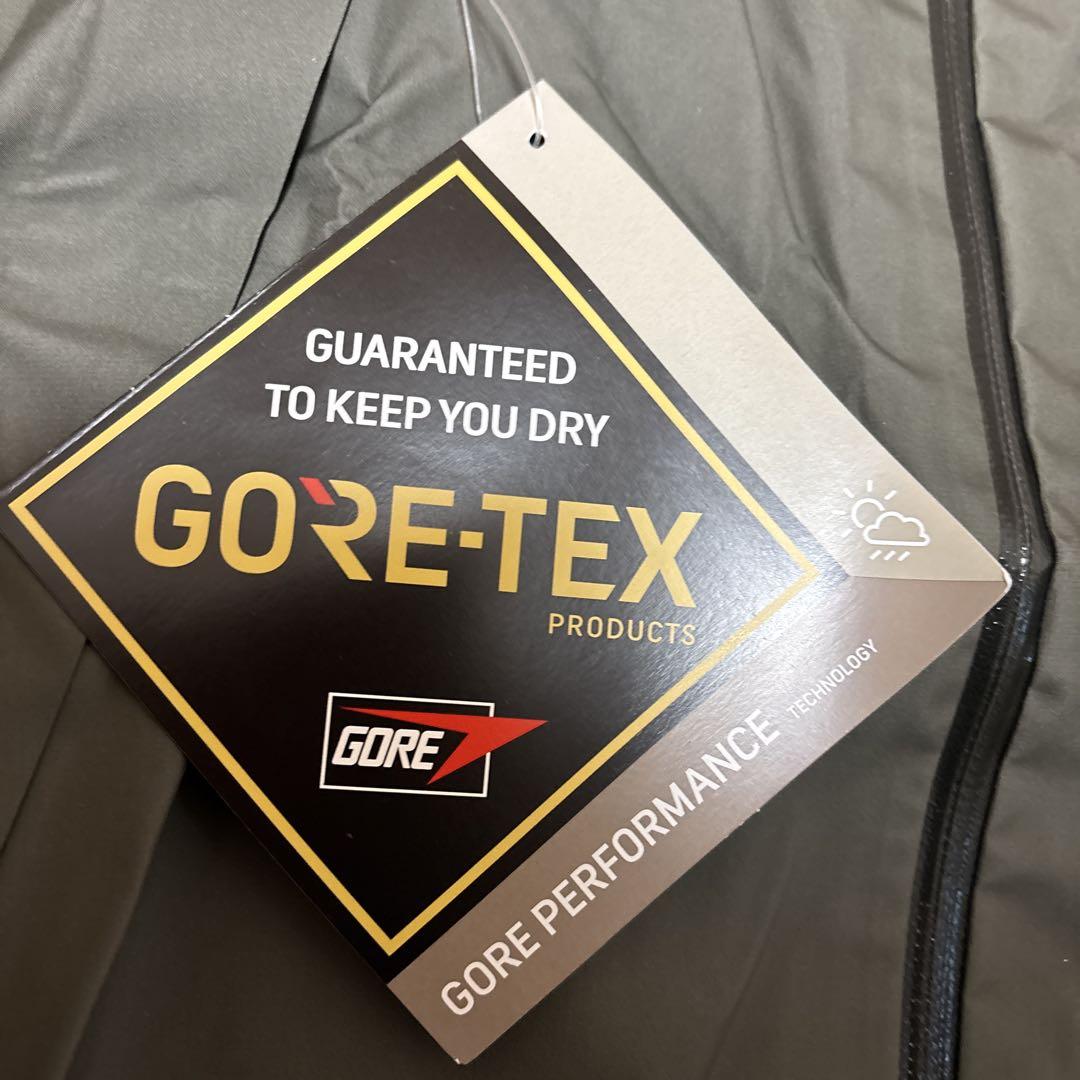 GUARANTEED
TO KEEP YOU DRY
GORE-TEX
PRODUCTS
GORE
GORE PERFORMANCE TECHNOLOGY